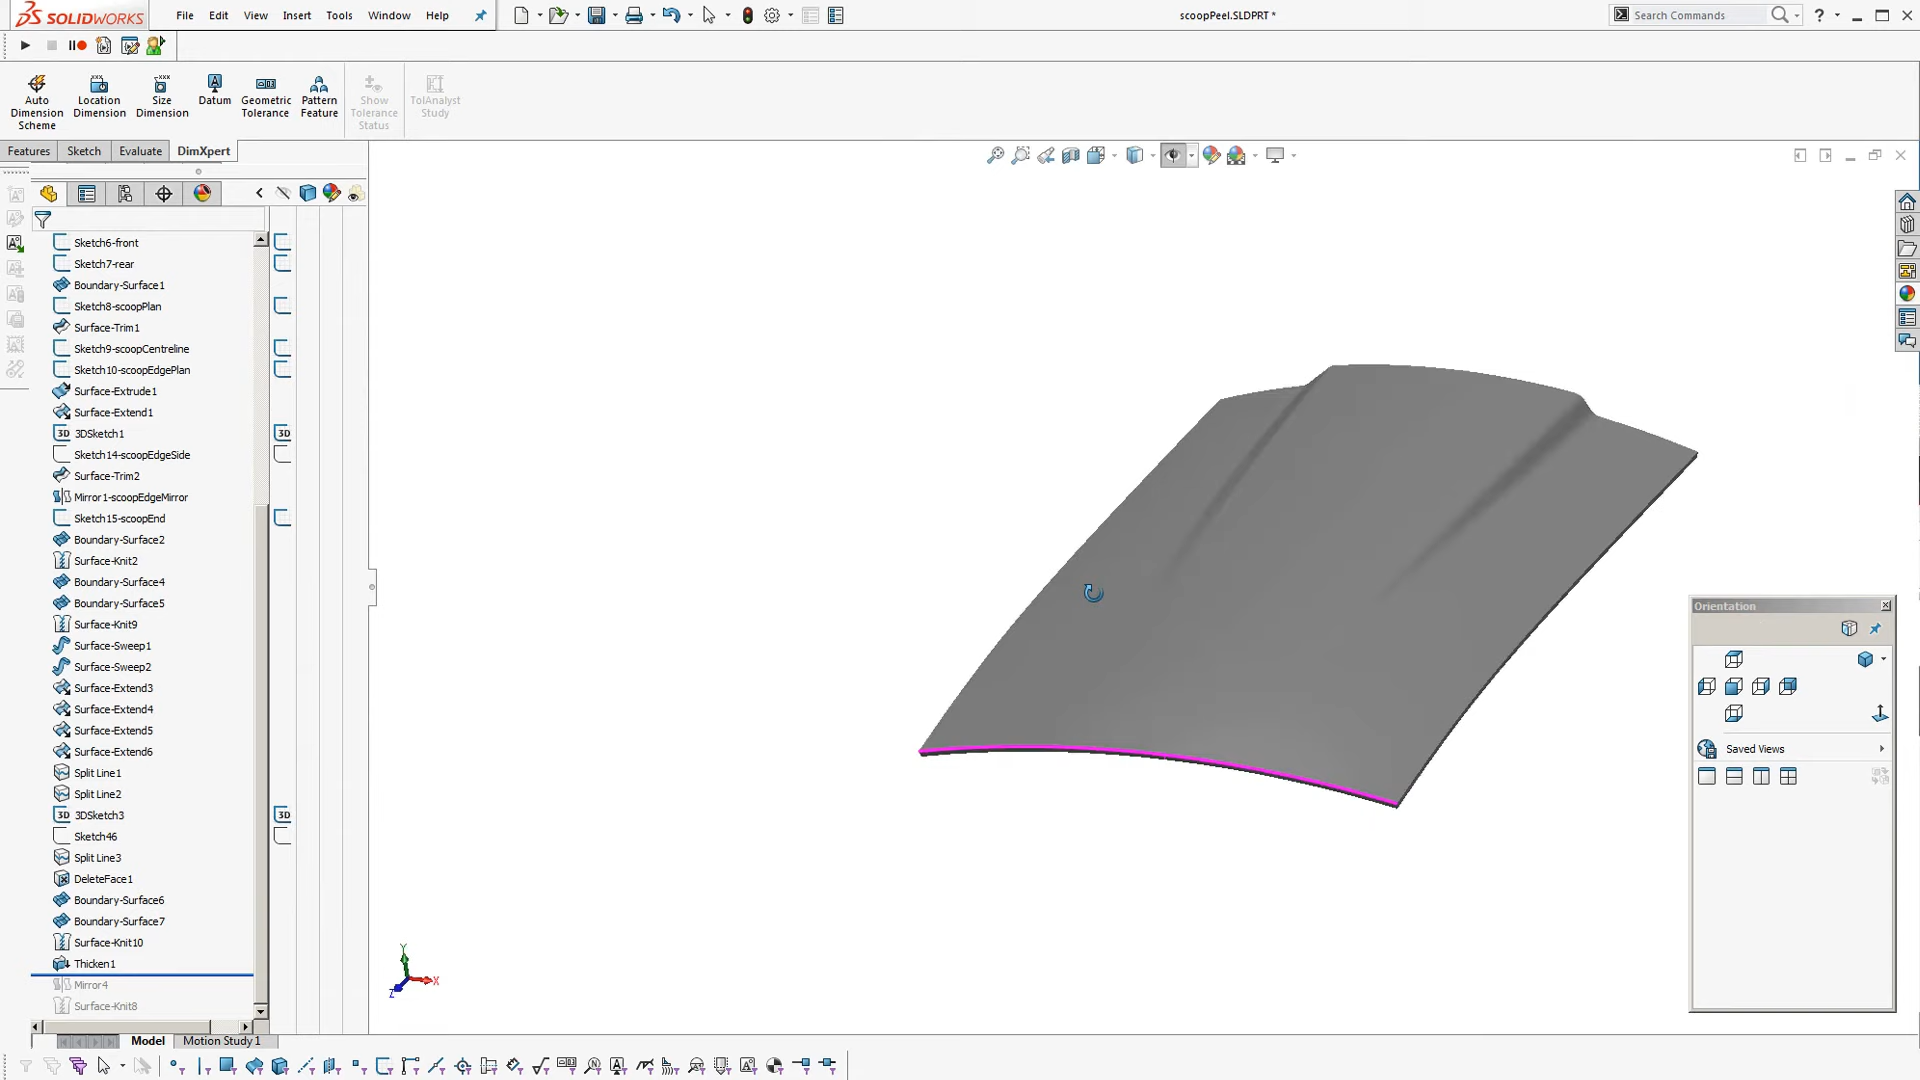 SOLIDWORKS
File Edit View Insert Tools Window Help
scoopPeel.SLDPRT *
Search Commands
?
Auto Dimension Scheme
Location Dimension
Size Dimension
Datum
Geometric Tolerance
Pattern Feature
Show Tolerance Status
TolAnalyst Study
Features Sketch Evaluate DimXpert
Sketch6-front
Sketch7-rear
Boundary-Surface1
Sketch8-scoopPlan
Surface-Trim1
Sketch9-scoopCentreline
Sketch10-scoopEdgePlan
Surface-Extrude1
Surface-Extend1
3D 3DSketch1 3D
Sketch14-scoopEdgeSide
Surface-Trim2
Mirror1-scoopEdgeMirror
Sketch15-scoopEnd
Boundary-Surface2
Surface-Knit2
Boundary-Surface4
Boundary-Surface5
Surface-Knit9
Surface-Sweep1
Surface-Sweep2
Surface-Extend3
Surface-Extend4
Surface-Extend5
Surface-Extend6
Split Line1
Split Line2
3D 3DSketch3 3D
Sketch46
Split Line3
DeleteFace1
Boundary-Surface6
Boundary-Surface7
Surface-Knit10
Thicken1
Mirror4
Surface-Knit8
Y
X
Z
Orientation
Saved Views
Model Motion Study 1